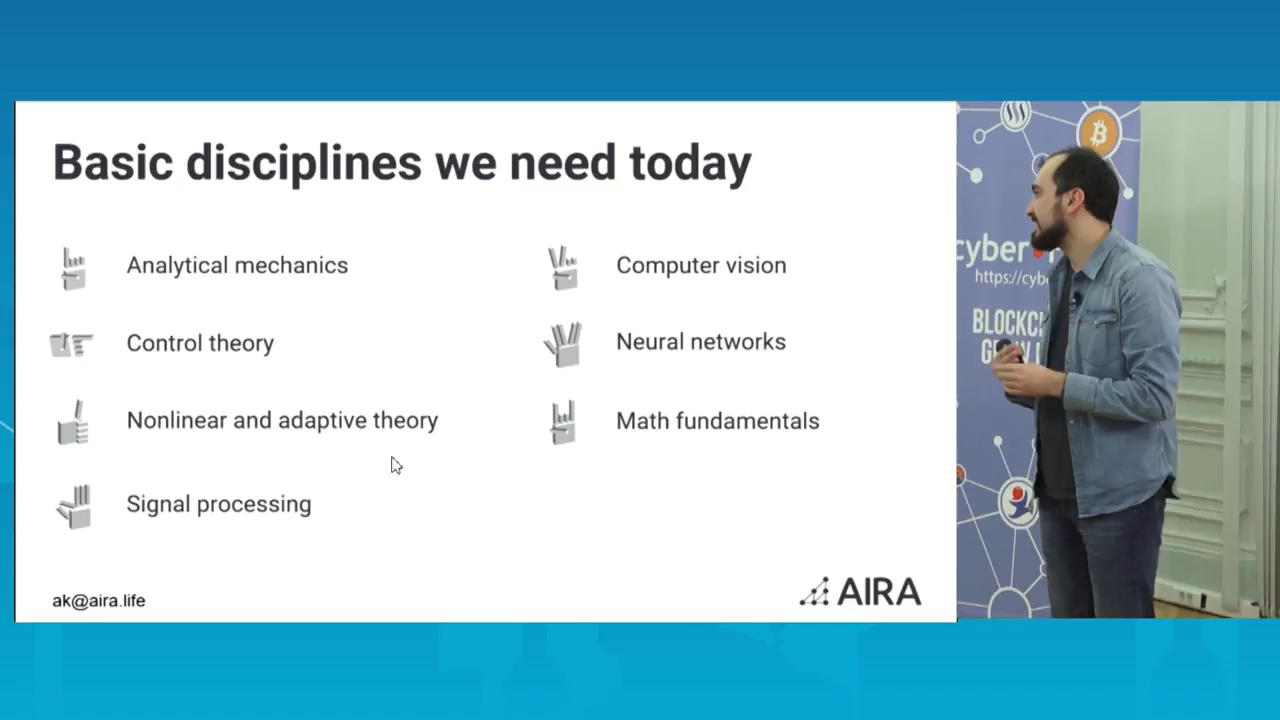 Basic disciplines we need today
Analytical mechanics
Control theory
Nonlinear and adaptive theory
Signal processing
Computer vision
Neural networks
Math fundamentals
ak@aira.life
AIRA
cyber
https://cybe
BLOCKC